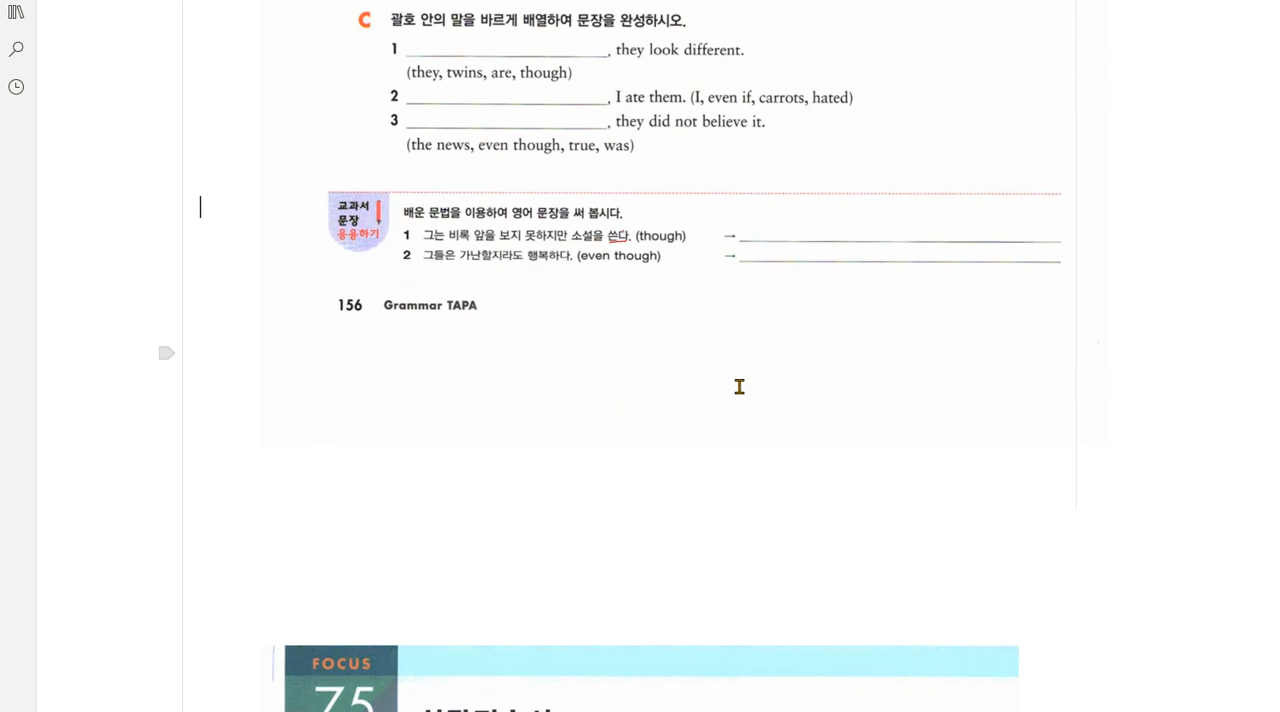 C 괄호 안의 말을 바르게 배열하여 문장을 완성하시오.
1 ____________________, they look different.
(they, twins, are, though)
2 ____________________, I ate them. (I, even if, carrots, hated)
3 ____________________, they did not believe it.
(the news, even though, true, was)
교과서
문장
응용하기
배운 문법을 이용하여 영어 문장을 써 봅시다.
1 그는 비록 앞을 보지 못하지만 소설을 쓴다. (though) → ____________________
2 그들은 가난할지라도 행복하다. (even though) → ____________________
156 Grammar TAPA
FOCUS
75